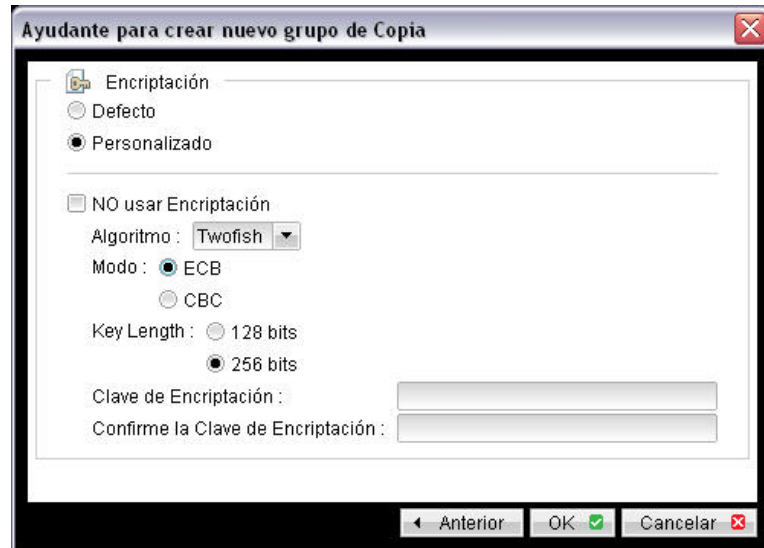 Ayudante para crear nuevo grupo de Copia
Encriptación
Defecto
Personalizado
NO usar Encriptación
Algoritmo : Twofish
Modo : ECB
CBC
Key Length : 128 bits
256 bits
Clave de Encriptación :
Confirme la Clave de Encriptación :
Anterior OK Cancelar